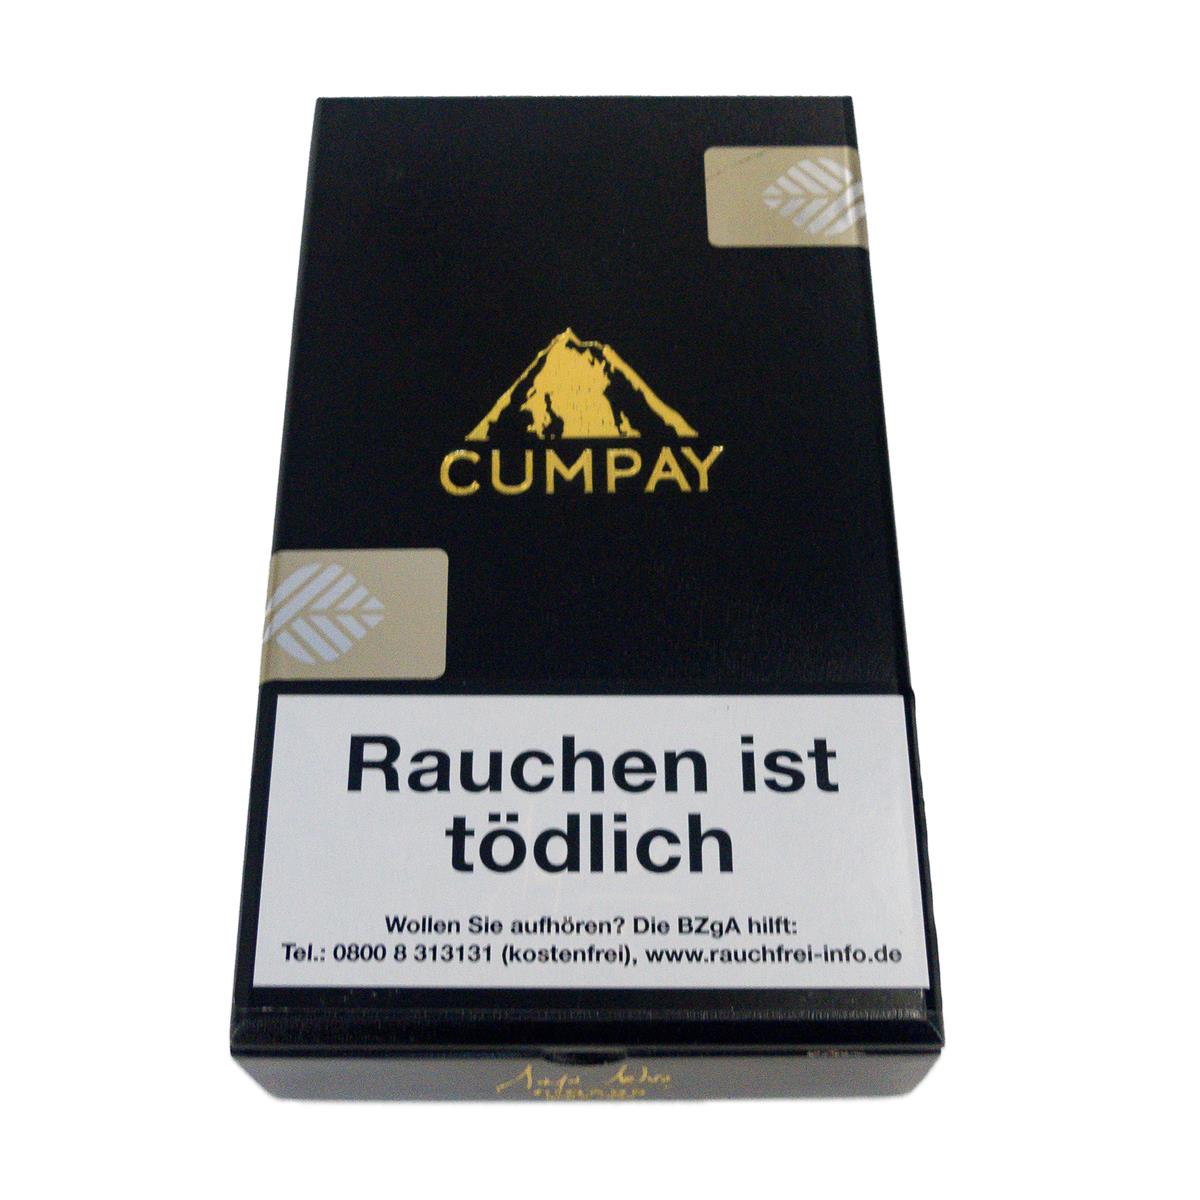 CUMPAY
Rauchen ist
tödlich
Wollen Sie aufhören? Die BZgA hilft:
Tel.: 0800 8 313131 (kostenfrei), www.rauchfrei-info.de